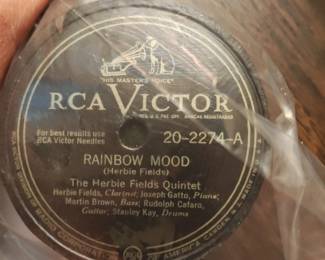 "HIS MASTER'S VOICE"
RCA VICTOR
For best results use
RCA Victor Needles
20-2274-A
RAINBOW MOOD
(Herbie Fields)
The Herbie Fields Quintet
Herbie Fields, Clarinet; Joseph Gatto, Piano;
Martin Brown, Bass; Rudolph Cafaro,
Guitar; Stanley Kay, Drums